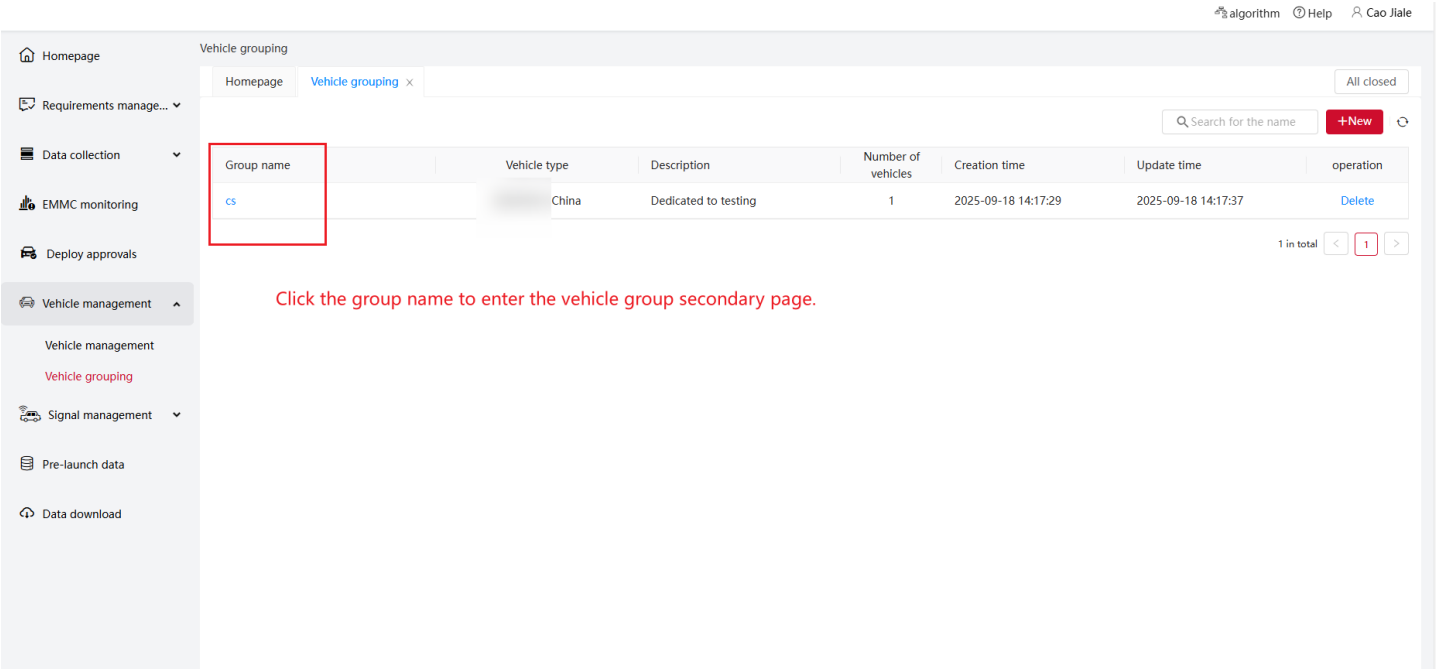 algorithm Help Cao Jiale
Homepage
Requirements manage...
Data collection
EMMC monitoring
Deploy approvals
Vehicle management
Vehicle management
Vehicle grouping
Signal management
Pre-launch data
Data download
Vehicle grouping
Homepage Vehicle grouping × All closed
Search for the name +New
Group name Vehicle type Description Number of vehicles Creation time Update time operation
cs China Dedicated to testing 1 2025-09-18 14:17:29 2025-09-18 14:17:37 Delete
1 in total < 1 >
Click the group name to enter the vehicle group secondary page.